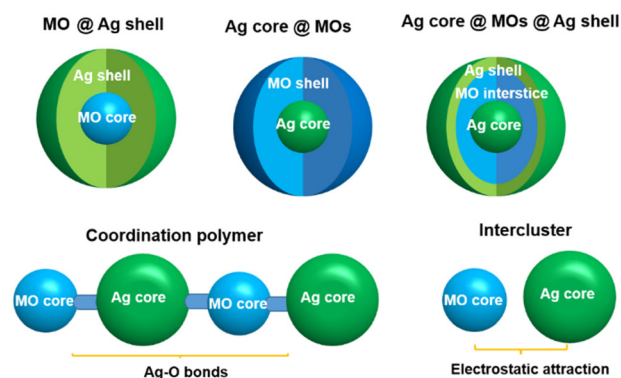 MO @ Ag shell
Ag core @ MOs
Ag core @ MOs @ Ag shell
Ag shell
MO core
MO shell
Ag core
Ag shell
MO interstice
Ag core
Coordination polymer
Intercluster
MO core
Ag core
MO core
Ag core
MO core
Ag core
Ag-O bonds
Electrostatic attraction